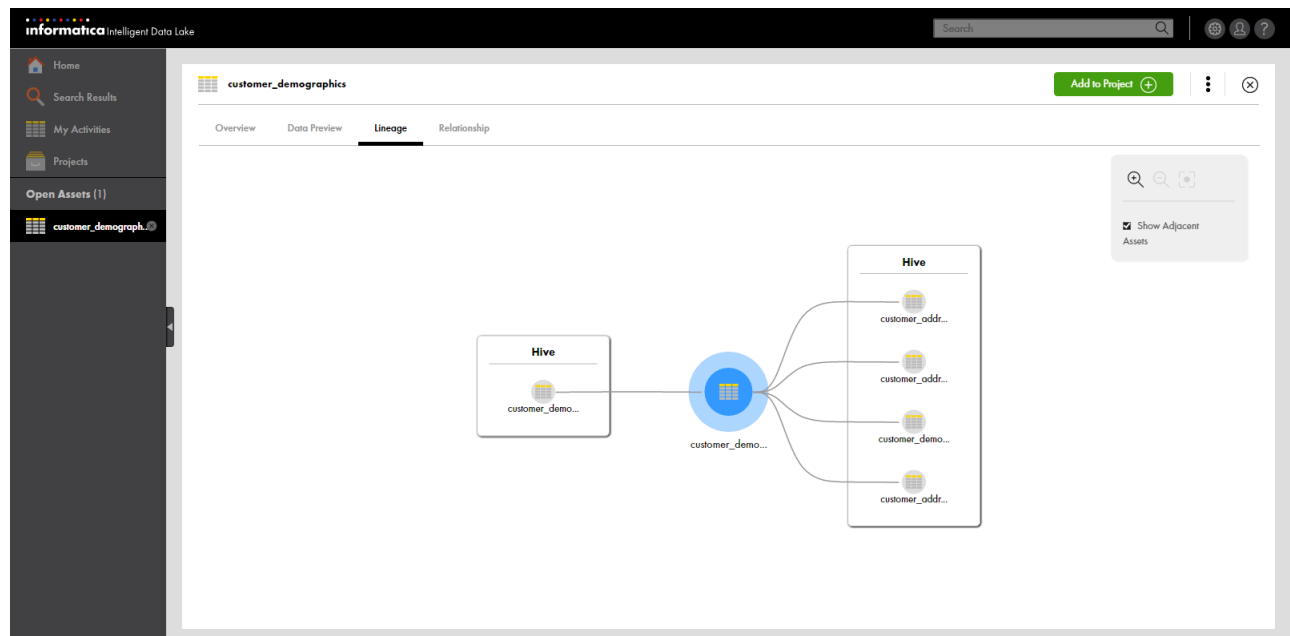 informatica Intelligent Data Lake
Search
?
Home
Search Results
My Activities
Projects
Open Assets (1)
customer_demograph..
customer_demographics
Add to Project
Overview
Data Preview
Lineage
Relationship
Show Adjacent
Assets
Hive
customer_demo...
customer_demo...
Hive
customer_addr...
customer_addr...
customer_demo...
customer_addr...